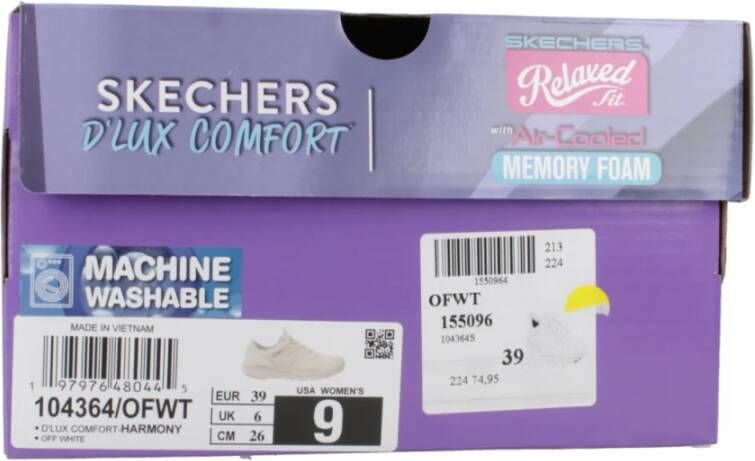 SKECHERS
D'LUX COMFORT
SKECHERS
Relaxed
Fit
with Air-Cooled
MEMORY FOAM
MACHINE
WASHABLE
MADE IN VIETNAM
1 97976 48044 5
104364/OFWT
• D'LUX COMFORT-HARMONY
• OFF WHITE
EUR 39
UK 6
CM 26
USA WOMEN'S
9
213
224
1550964
OFWT
155096
104364S
39
224 74,95